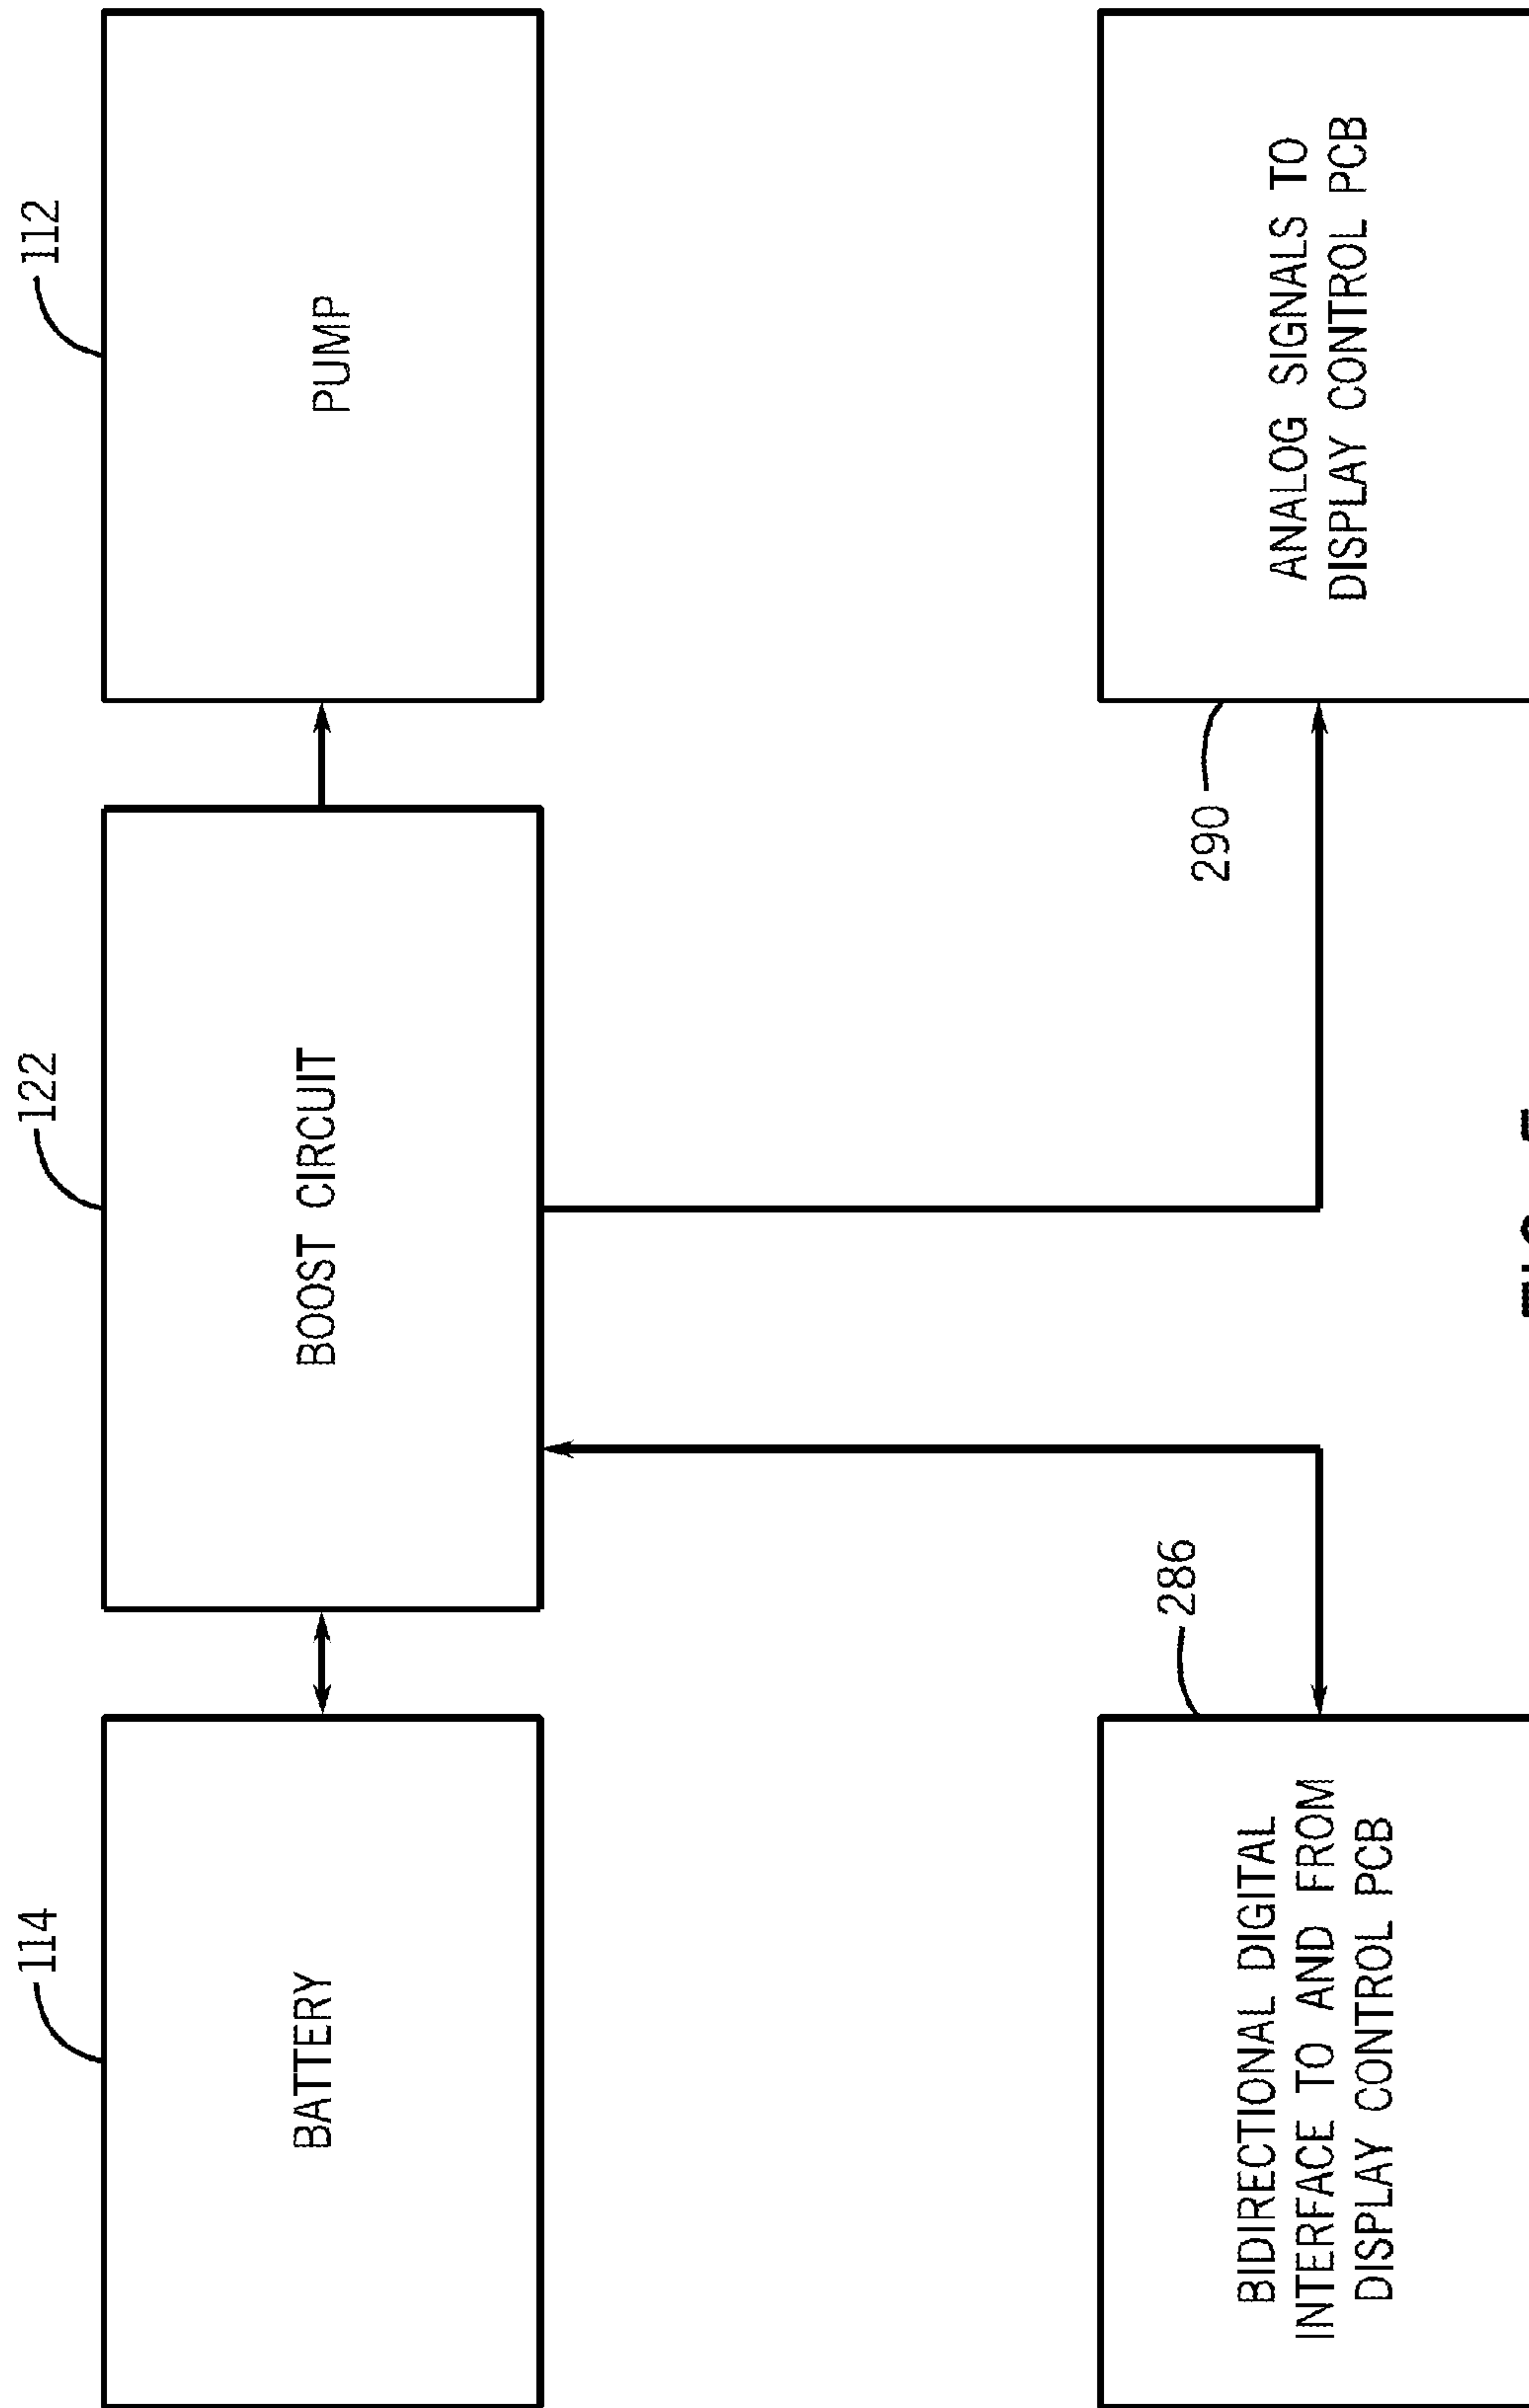 114
BATTERY
122
BOOST CIRCUIT
112
PUMP
286
BIDIRECTIONAL DIGITAL
INTERFACE TO AND FROM
DISPLAY CONTROL PCB
290
ANALOG SIGNALS TO
DISPLAY CONTROL PCB